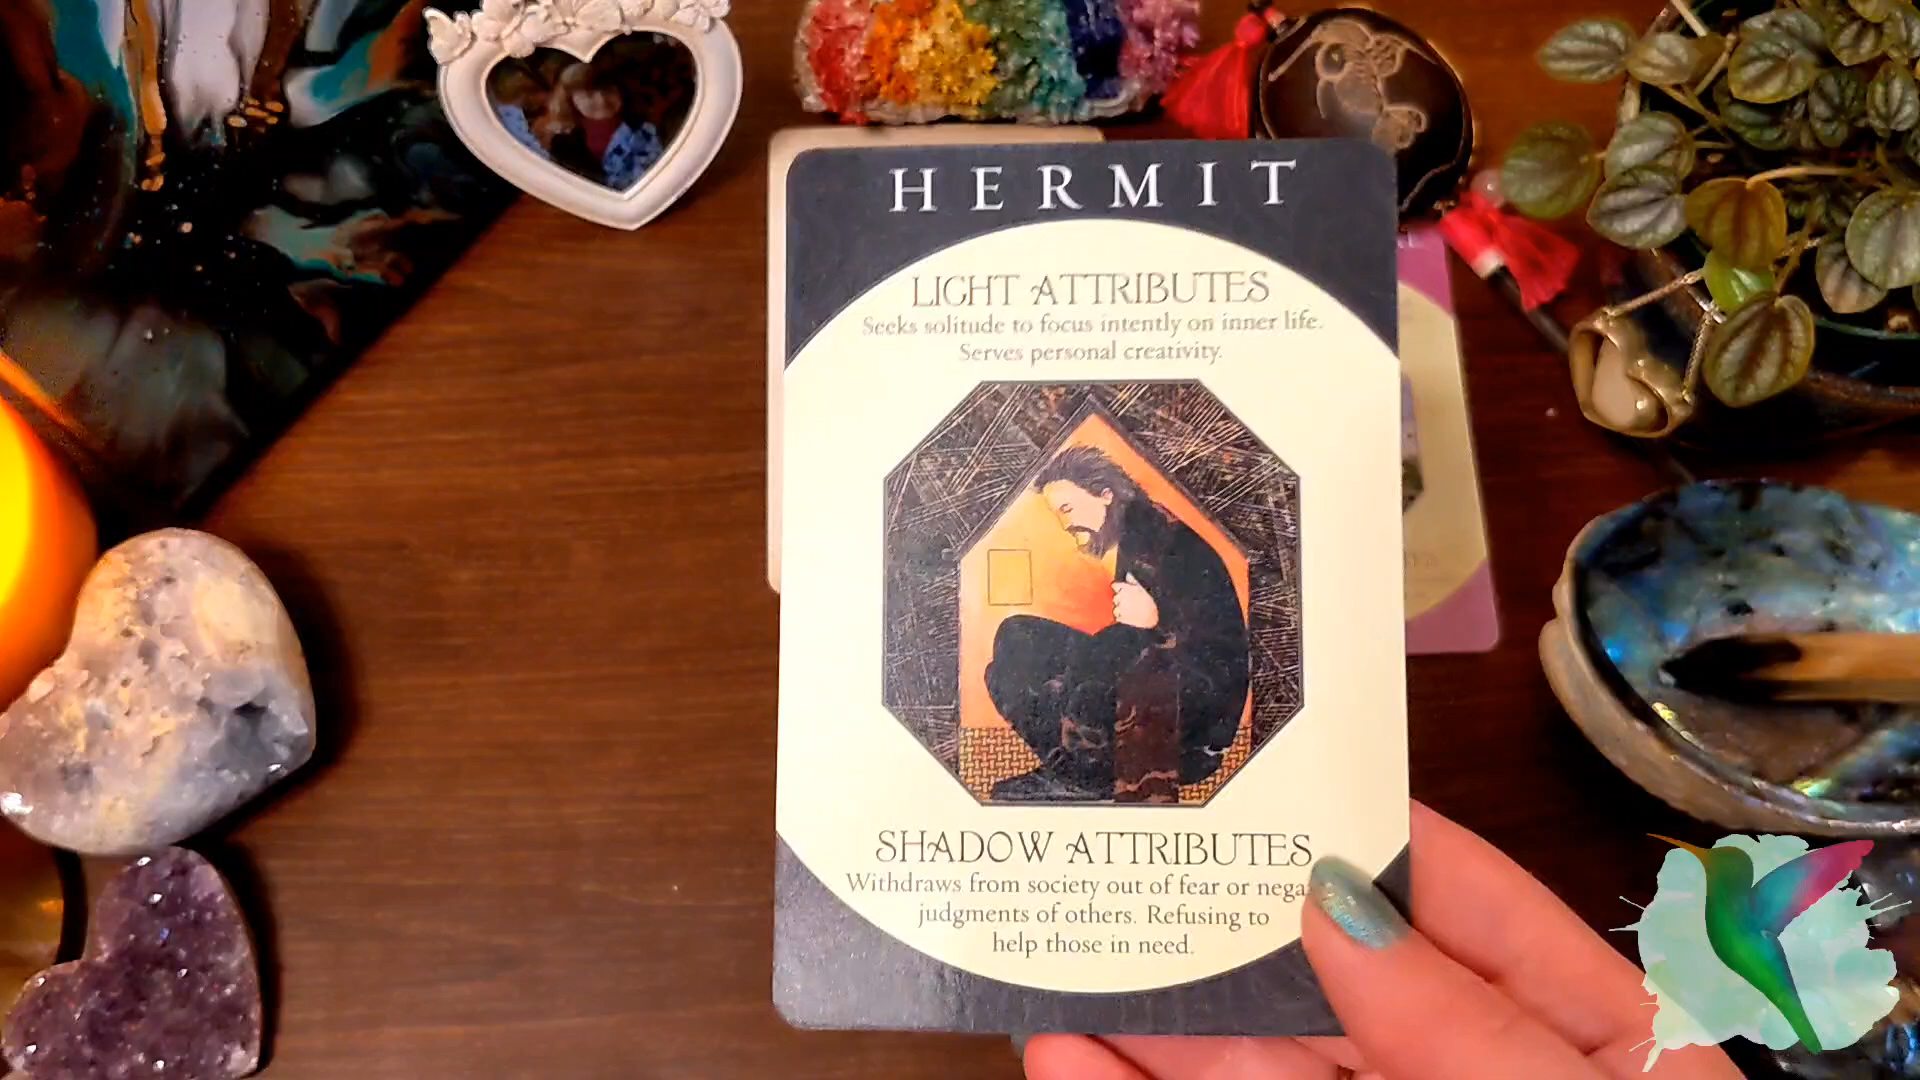 HERMIT
LIGHT ATTRIBUTES
Seeks solitude to focus intently on inner life.
Serves personal creativity.
SHADOW ATTRIBUTES
Withdraws from society out of fear or nega
judgments of others. Refusing to
help those in need.